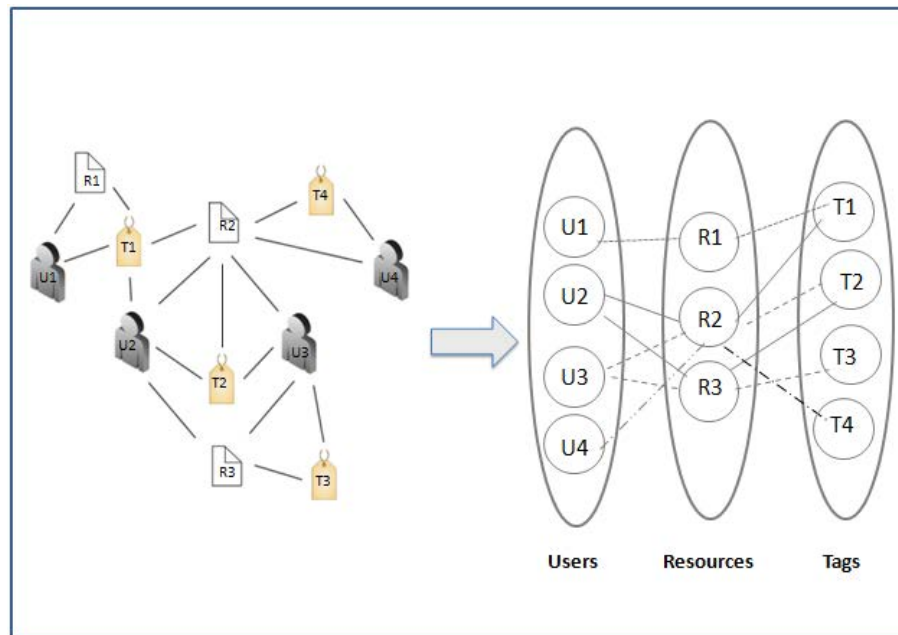 R1
T4
T1
R2
U1
U4
U2
U3
T2
R3
T3
U1
R1
T1
U2
R2
T2
U3
R3
T3
U4
T4
Users Resources Tags